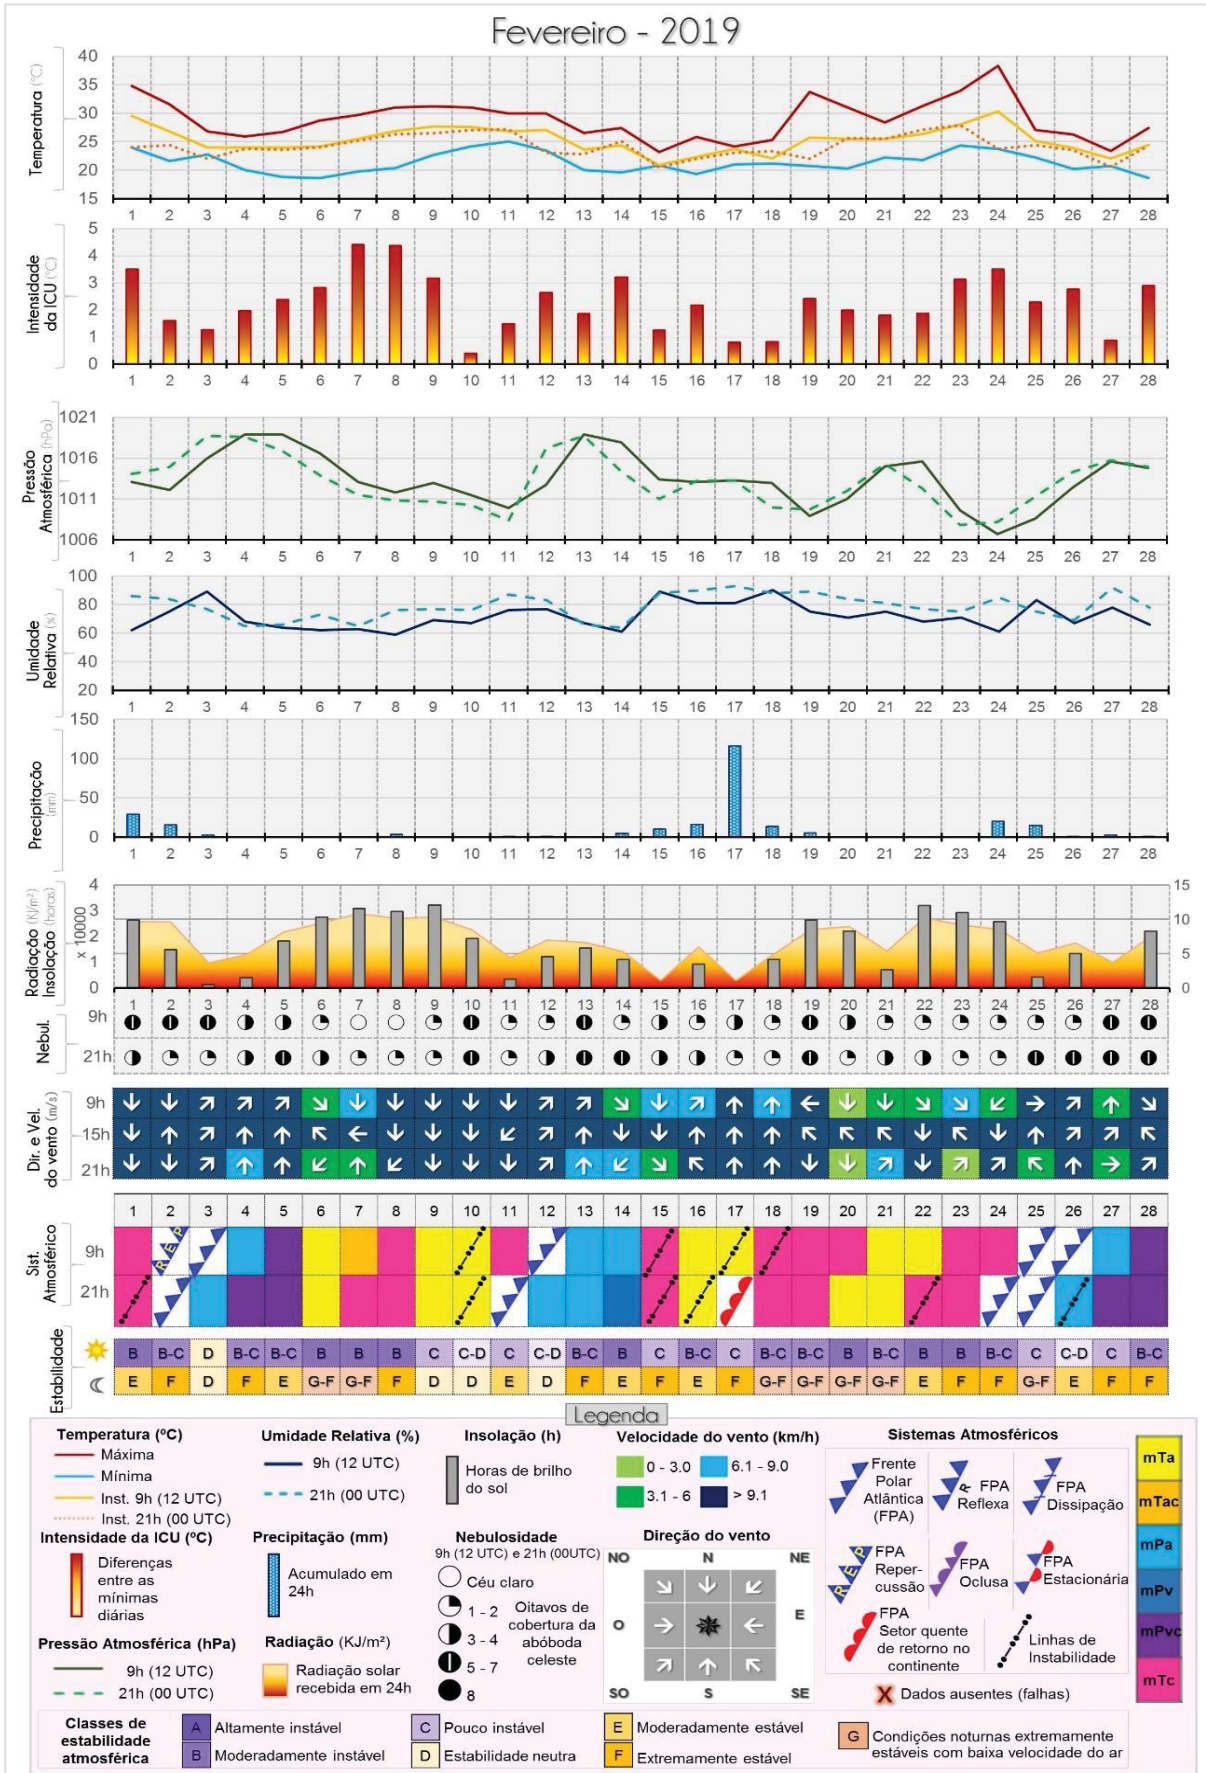 Fevereiro - 2019
Temperatura (°C)
40
35
30
25
20
15
1 2 3 4 5 6 7 8 9 10 11 12 13 14 15 16 17 18 19 20 21 22 23 24 25 26 27 28
Intensidade da ICU (°C)
5
4
3
2
1
0
1 2 3 4 5 6 7 8 9 10 11 12 13 14 15 16 17 18 19 20 21 22 23 24 25 26 27 28
Pressão Atmosférica (hPa)
1021
1016
1011
1006
1 2 3 4 5 6 7 8 9 10 11 12 13 14 15 16 17 18 19 20 21 22 23 24 25 26 27 28
Umidade Relativa (%)
100
80
60
40
20
1 2 3 4 5 6 7 8 9 10 11 12 13 14 15 16 17 18 19 20 21 22 23 24 25 26 27 28
Precipitação (mm)
150
100
50
0
1 2 3 4 5 6 7 8 9 10 11 12 13 14 15 16 17 18 19 20 21 22 23 24 25 26 27 28
Radiação (KJ/m²)
Insolação (horas)
x 10000
4
3
2
1
0
15
10
5
0
1 2 3 4 5 6 7 8 9 10 11 12 13 14 15 16 17 18 19 20 21 22 23 24 25 26 27 28
Nebul.
9h
21h
Dir. e Vel. do vento (m/s)
9h
15h
21h
1 2 3 4 5 6 7 8 9 10 11 12 13 14 15 16 17 18 19 20 21 22 23 24 25 26 27 28
Sist. Atmosférico
9h
21h
R E P
Estabilidade
B B-C D B-C B-C B B B C C-D C C-D B-C B C B-C C B-C B-C B B-C B B B-C C C-D C B-C
E F D F E G-F G-F F D D E D F E F E F G-F G-F G-F G-F E F F G-F E F F
Legenda
Temperatura (ºC)
Máxima
Mínima
Inst. 9h (12 UTC)
Inst. 21h (00 UTC)
Umidade Relativa (%)
9h (12 UTC)
21h (00 UTC)
Insolação (h)
Horas de brilho
do sol
Velocidade do vento (km/h)
0 - 3.0
6.1 - 9.0
3.1 - 6
> 9.1
Sistemas Atmosféricos
Frente
Polar
Atlântica
(FPA)
R FPA
Reflexa
FPA
Dissipação
R E P
FPA
Reper-
cussão
FPA
Oclusa
FPA
Estacionária
FPA
Setor quente
de retorno no
continente
Linhas de
Instabilidade
X Dados ausentes (falhas)
mTa
mTac
mPa
mPv
mPvc
mTc
Intensidade da ICU (ºC)
Diferenças
entre as
mínimas
diárias
Precipitação (mm)
Acumulado em
24h
Nebulosidade
9h (12 UTC) e 21h (00UTC)
Céu claro
1 - 2
3 - 4
5 - 7
8
Oitavos de
cobertura da
abóboda
celeste
Direção do vento
NO N NE
O E
SO S SE
Pressão Atmosférica (hPa)
9h (12 UTC)
21h (00 UTC)
Radiação (KJ/m²)
Radiação solar
recebida em 24h
Classes de
estabilidade
atmosférica
A Altamente instável
B Moderadamente instável
C Pouco instável
D Estabilidade neutra
E Moderadamente estável
F Extremamente estável
G Condições noturnas extremamente
estáveis com baixa velocidade do ar